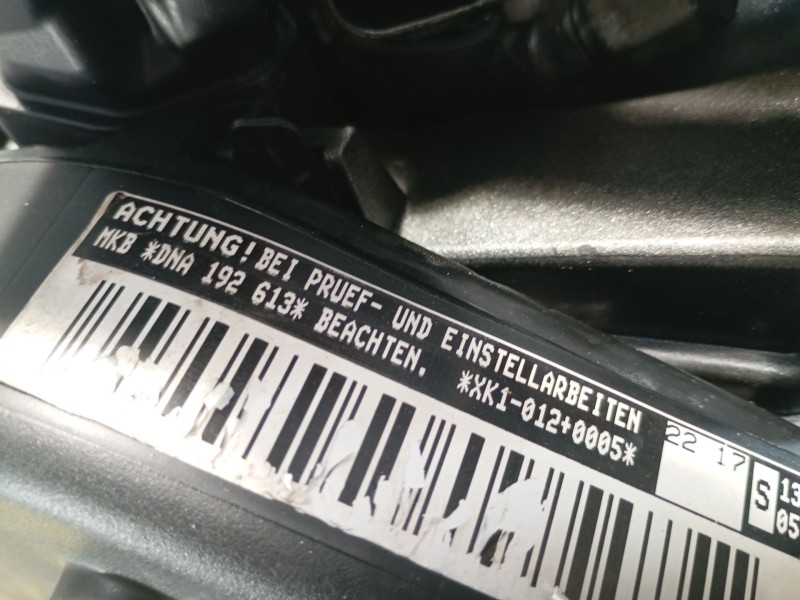 ACHTUNG! BEI PRUEF- UND EINSTELLARBEITEN
MKB *DNA 192 613* BEACHTEN. *XK1-012+0005*
22 17
S
13
05